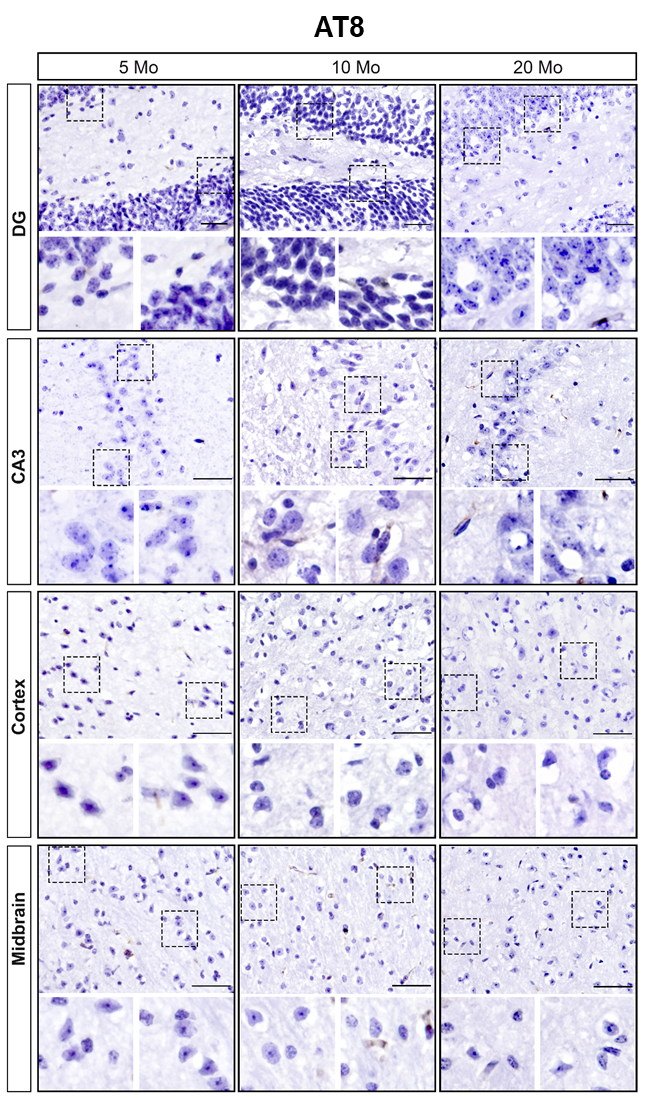 AT8
5 Mo
10 Mo
20 Mo
DG
CA3
Cortex
Midbrain